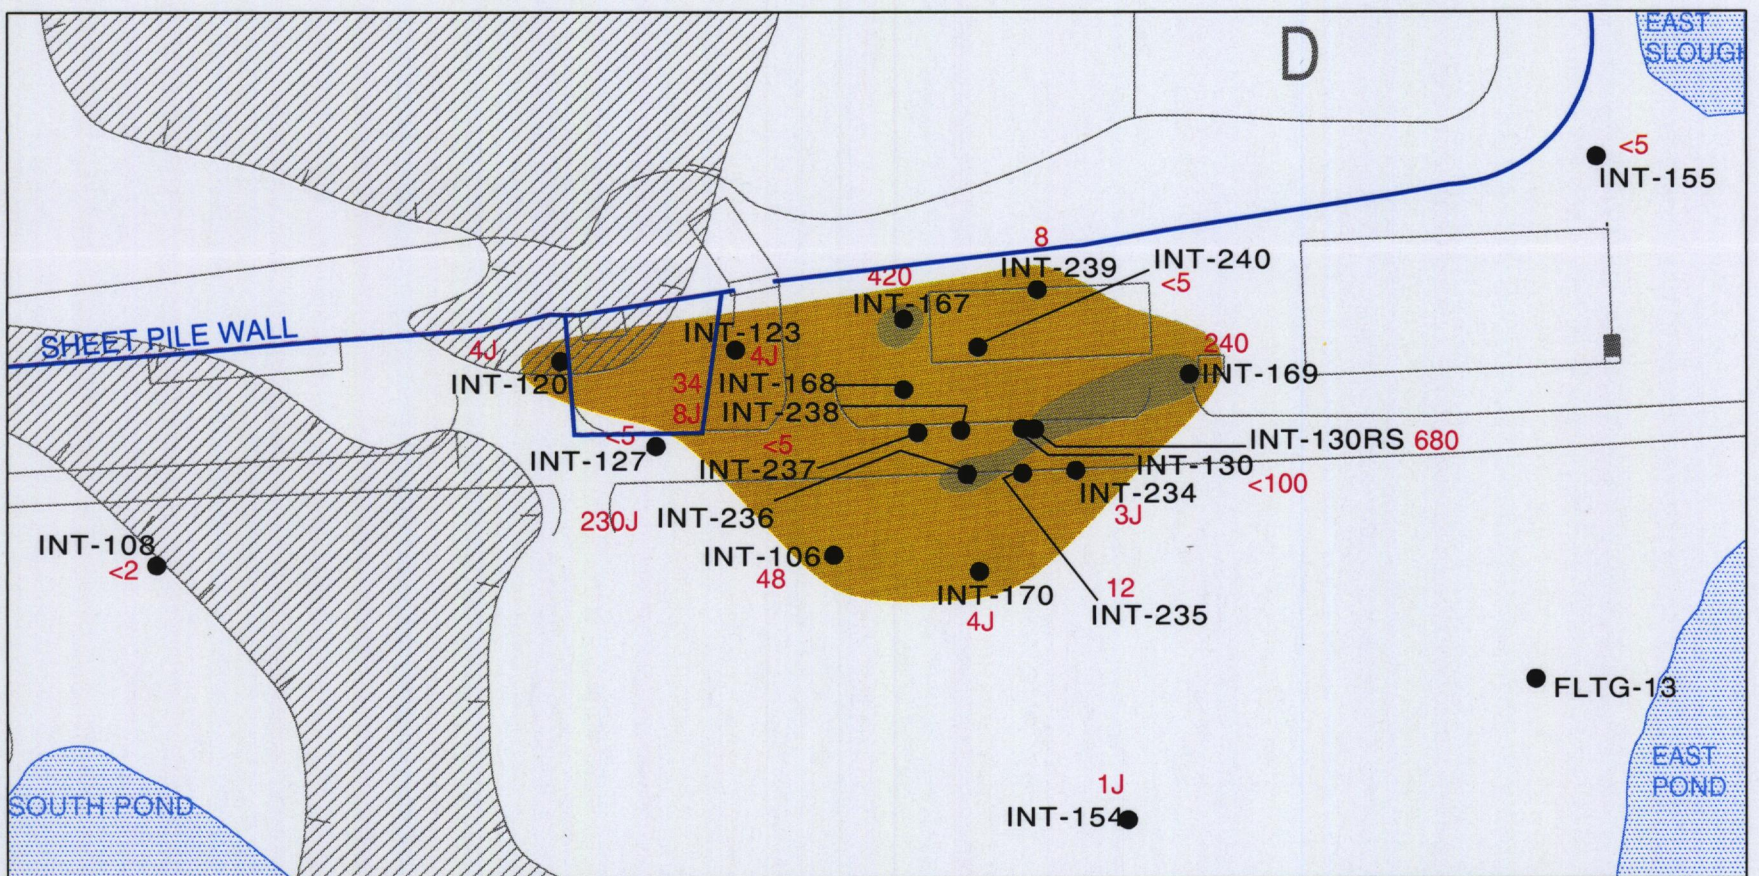 EAST
SLOUGH
D
<5
INT-155
8
INT-239
INT-240
<5
420
INT-167
SHEET PILE WALL
INT-123
4J
4J
INT-120
240
INT-169
34
INT-168
8J
INT-238
<5
INT-127
<5
INT-237
INT-130RS 680
INT-130
<100
INT-234
3J
230J
INT-236
INT-108
<2
INT-106
48
INT-170
4J
12
INT-235
FLTG-13
EAST
POND
SOUTH POND
1J
INT-154